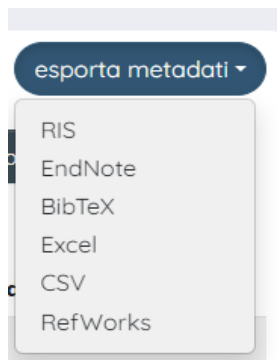 esporta metadati
RIS
EndNote
BibTeX
Excel
CSV
RefWorks